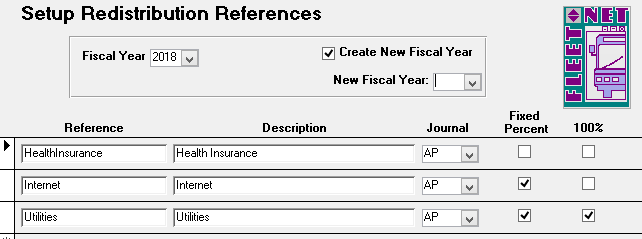 Setup Redistribution References
FLEET NET
Fiscal Year 2018
Create New Fiscal Year
New Fiscal Year:
Reference Description Journal Fixed Percent 100%
HealthInsurance Health Insurance AP
Internet Internet AP
Utilities Utilities AP